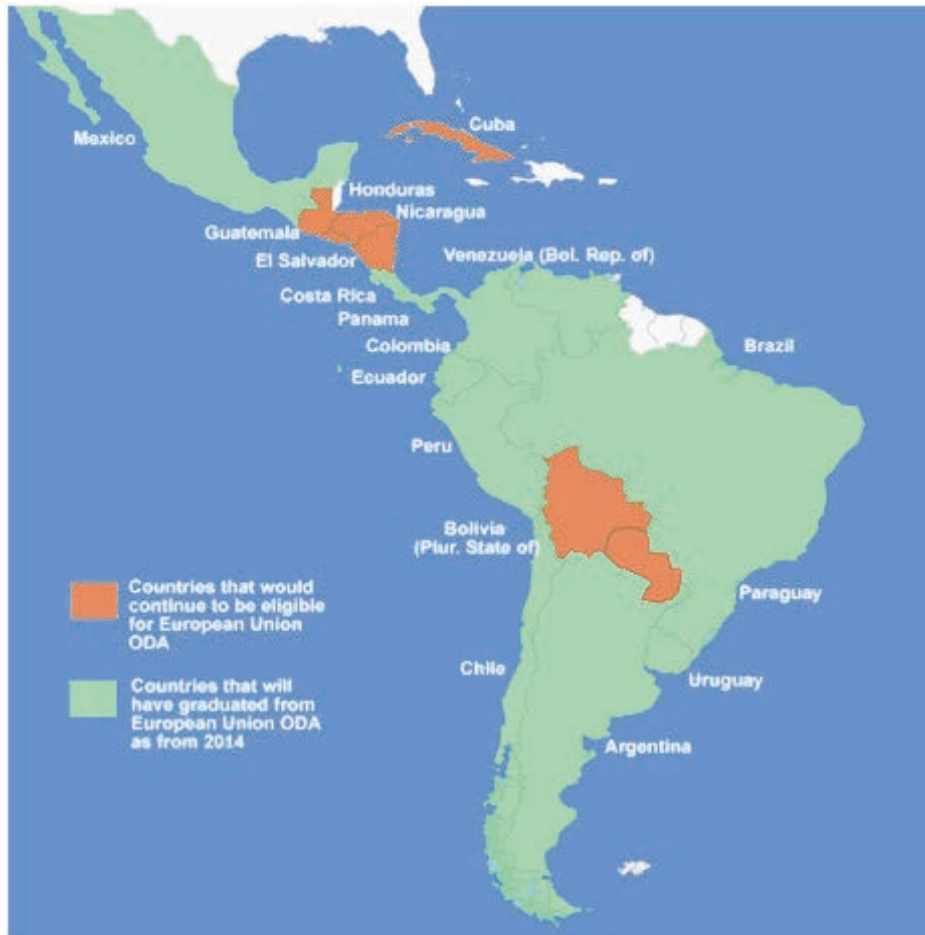 Cuba
Mexico
Honduras
Nicaragua
Guatemala
El Salvador
Venezuela (Bol. Rep. of)
Costa Rica
Panama
Colombia
Brazil
Ecuador
Peru
Bolivia
(Plur. State of)
Countries that would
continue to be eligible
for European Union
ODA
Paraguay
Chile
Uruguay
Countries that will
have graduated from
European Union ODA
as from 2014
Argentina